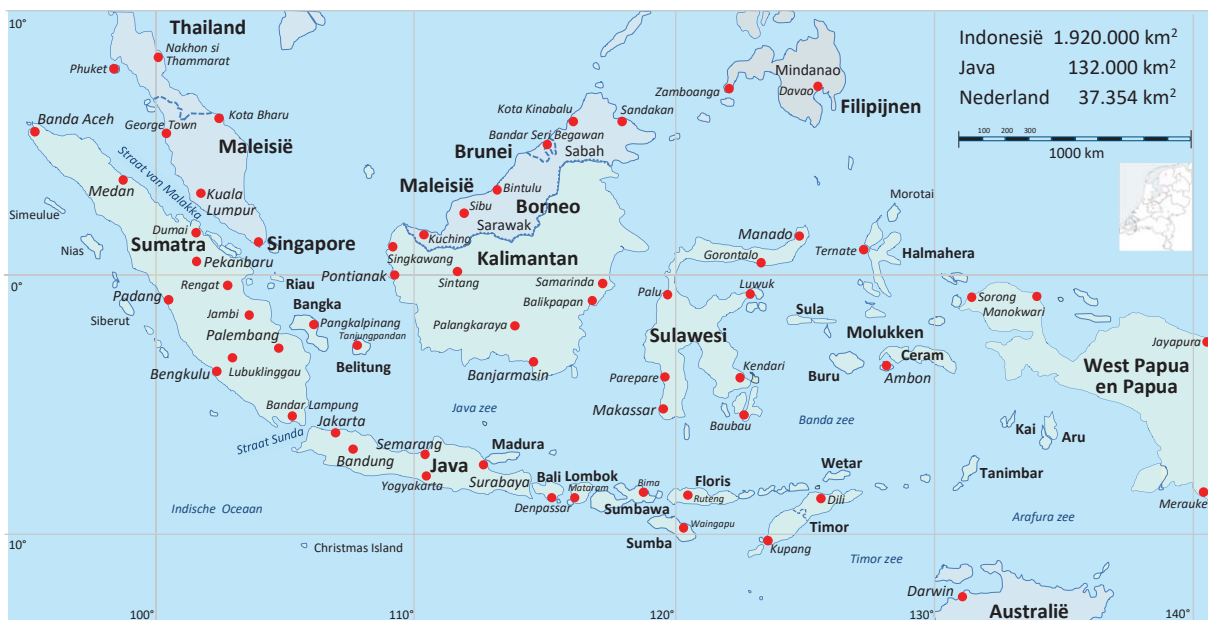 10°
Thailand
Nakhon si
Thammarat
Phuket
Kota Bharu
George Town
Banda Aceh
Maleisië
Straat van Malakka
Medan
Kuala
Lumpur
Simeulue
Dumai
Nias
Sumatra
Singapore
Pekanbaru
0°
Rengat
Riau
Padang
Bangka
Siberut
Jambi
Pangkalpinang
Palembang
Tanjungpandan
Lubuklinggau
Belitung
Bengkulu
Bandar Lampung
Straat Sunda
Jakarta
Bandung
Semarang
Java
Yogyakarta
Surabaya
Madura
Java zee
Indische Oceaan
10°
Christmas Island
Kota Kinabalu
Sandakan
Bandar Seri Begawan
Brunei
Sabah
Maleisië
Bintulu
Sibu
Borneo
Sarawak
Kuching
Singkawang
Kalimantan
Pontianak
Sintang
Samarinda
Balikpapan
Palangkaraya
Banjarmasin
Zamboanga
Mindanao
Davao
Filipijnen
Indonesië 1.920.000 km²
Java 132.000 km²
Nederland 37.354 km²
100 200 300
1000 km
Morotai
Manado
Gorontalo
Ternate
Halmahera
Palu
Luwuk
Sula
Sulawesi
Molukken
Sorong
Manokwari
Jayapura
Ceram
West Papua
en Papua
Parepare
Kendari
Buru
Ambon
Makassar
Baubau
Banda zee
Kai
Aru
Tanimbar
Wetar
Bali
Lombok
Mataram
Denpassar
Bima
Sumbawa
Floris
Ruteng
Waingapu
Sumba
Dili
Timor
Kupang
Merauke
Arafura zee
Timor zee
Darwin
Australië
100°
110°
120°
130°
140°